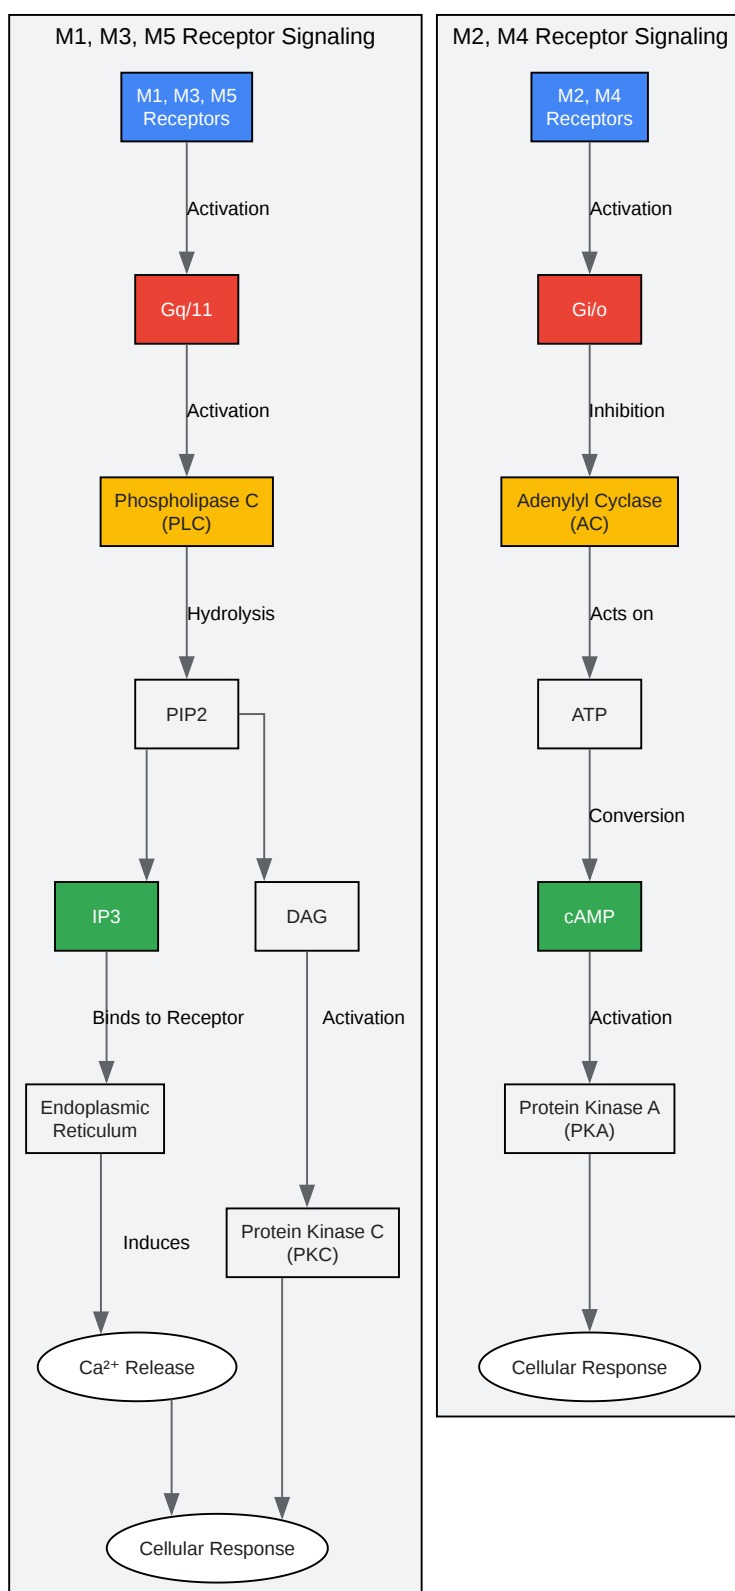 M1, M3, M5 Receptor Signaling
M1, M3, M5
Receptors
Activation
Gq/11
Activation
Phospholipase C
(PLC)
Hydrolysis
PIP2
IP3
DAG
Binds to Receptor
Activation
Endoplasmic
Reticulum
Induces
Protein Kinase C
(PKC)
Ca²⁺ Release
Cellular Response
M2, M4 Receptor Signaling
M2, M4
Receptors
Activation
Gi/o
Inhibition
Adenylyl Cyclase
(AC)
Acts on
ATP
Conversion
cAMP
Activation
Protein Kinase A
(PKA)
Cellular Response